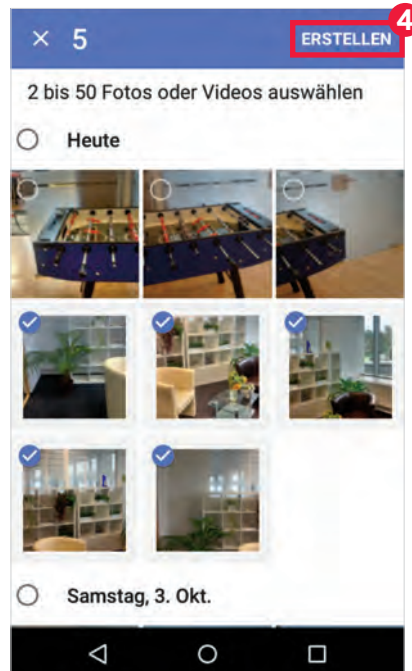 4
× 5 ERSTELLEN
2 bis 50 Fotos oder Videos auswählen
Heute
Samstag, 3. Okt.